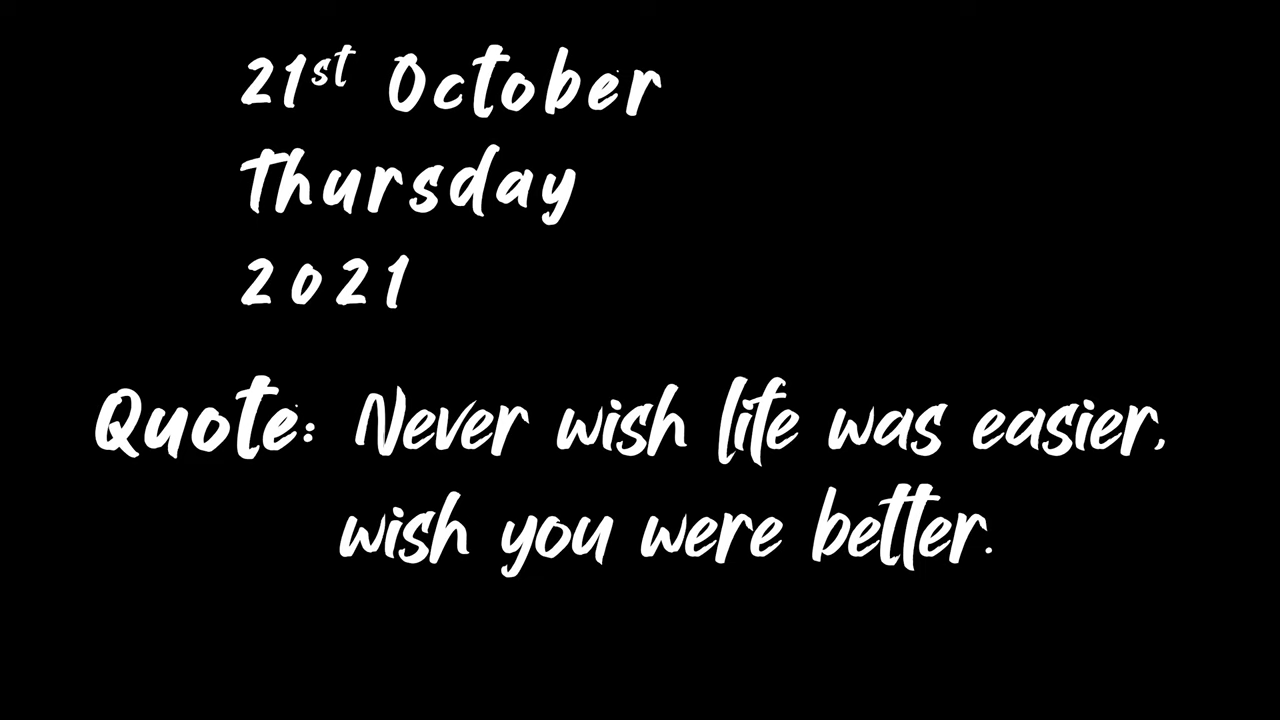 21st October
Thursday
2021
Quote: Never wish life was easier,
wish you were better.